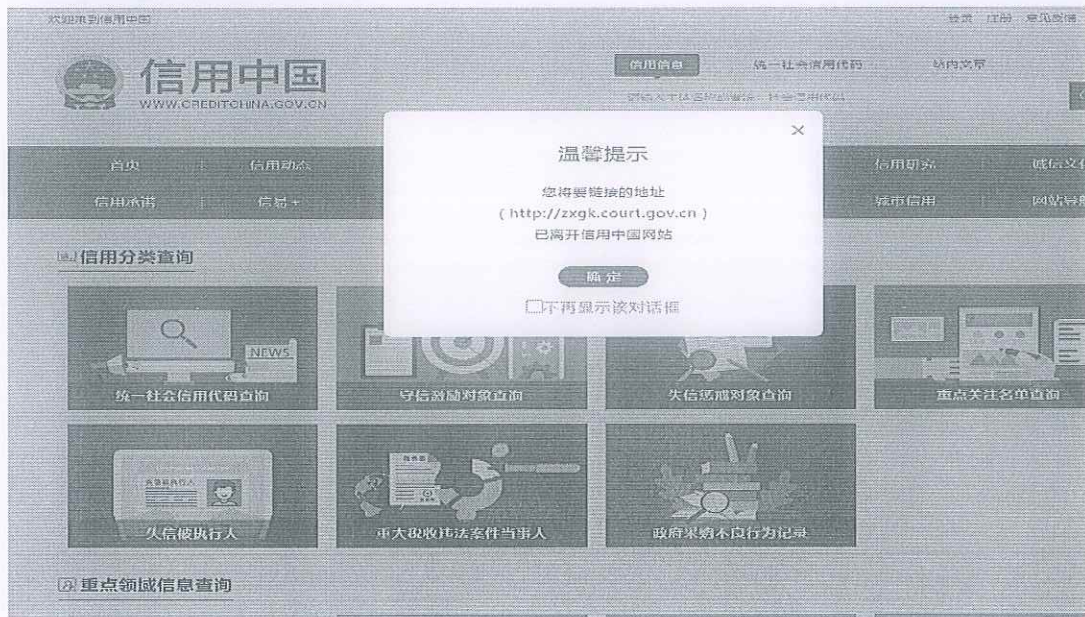 欢迎来到信用中国
登录 注册 意见反馈
信用中国
WWW.CREDITCHINA.GOV.CN
信用信息 统一社会信用代码 站内文章
首页 信用动态 信用研究 诚信文化
信用承诺 信易+ 城市信用 网站导航
×
温馨提示
您将要链接的地址
( http://zxgk.court.gov.cn )
已离开信用中国网站
确定
不再显示该对话框
信用分类查询
NEWS
统一社会信用代码查询 守信激励对象查询 失信惩戒对象查询 重点关注名单查询
失信被执行人 重大税收违法案件当事人 政府采购不良行为记录
重点领域信息查询